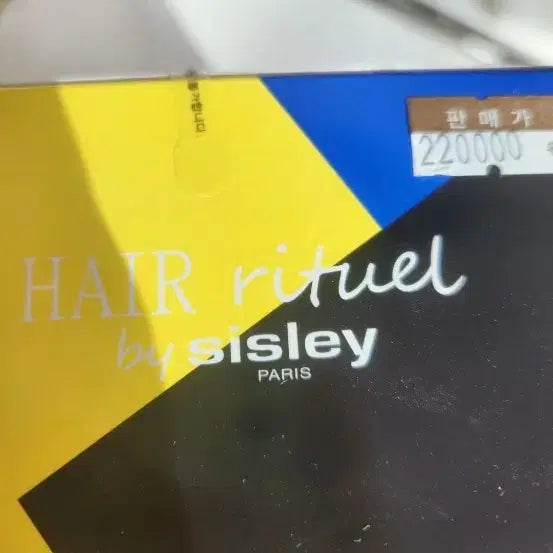 판매가
220000
HAIR rituel
by sisley
PARIS